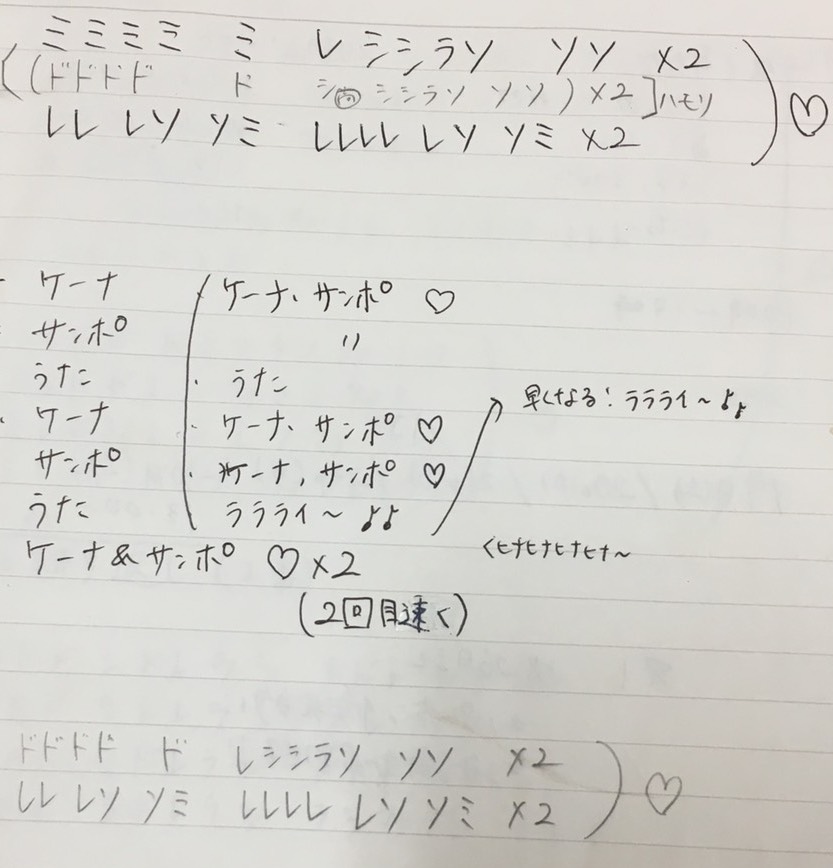 ミミミミ ミ レシシラソ ソソ ×2
((ドドドド ド シ シシラソ ソソ)×2]ハモリ
レレ レソ ソミ レレレレ レソ ソミ ×2 ) ♡
ケーナ
サンポ
うた
ケーナ
サンポ
うた
ケーナ、サンポ ♡
〃
・うた
・ケーナ、サンポ ♡
・ケーナ、サンポ ♡
ラララライ〜♪♪
早くなる! ラララライ〜♪♪
ケーナ&サンポ ♡×2
くヒナヒナヒナヒナ〜
(2回目速く)
ドドドド ド レシシラソ ソソ ×2
レレ レソ ソミ レレレレ レソ ソミ ×2 ) ♡